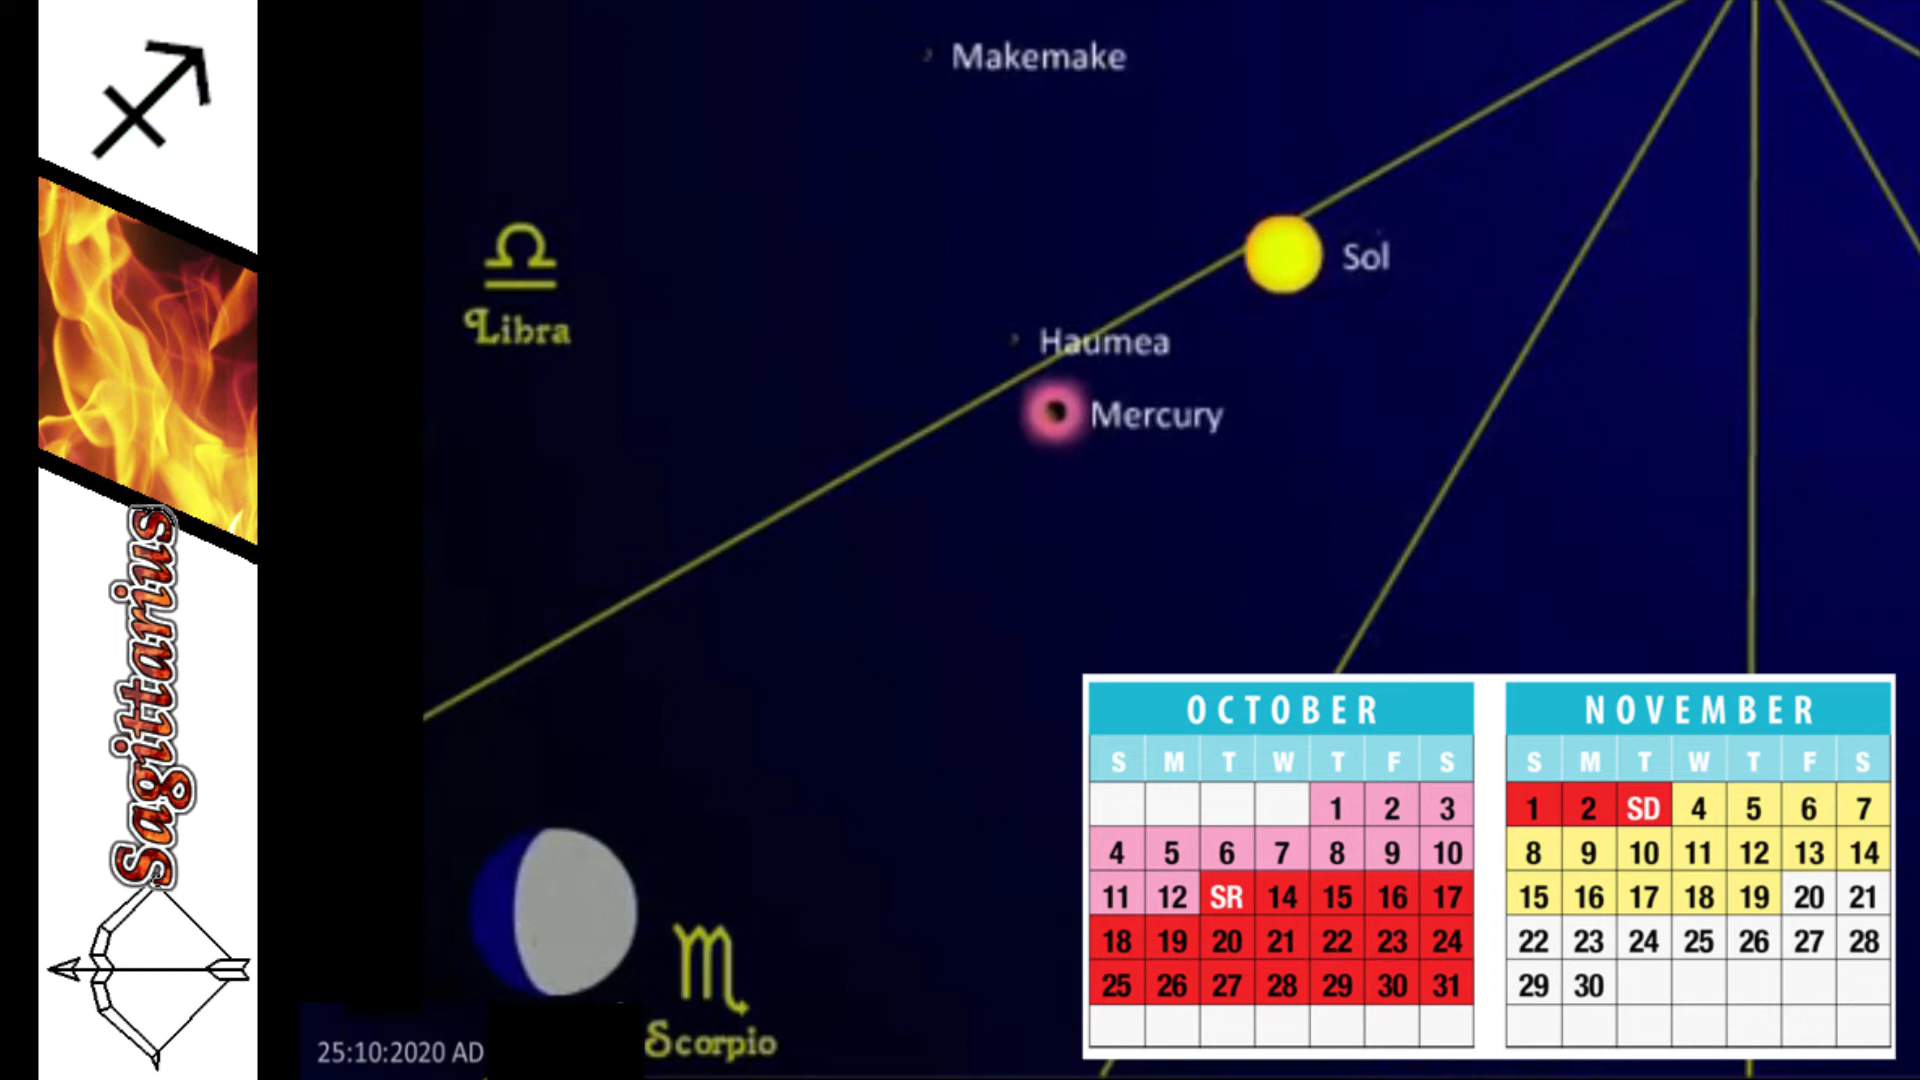 Sagittarius
Makemake
Sol
Libra
Haumea
Mercury
Scorpio
25:10:2020 AD
OCTOBER
S M T W T F S
1 2 3
4 5 6 7 8 9 10
11 12 SR 14 15 16 17
18 19 20 21 22 23 24
25 26 27 28 29 30 31
NOVEMBER
S M T W T F S
1 2 SD 4 5 6 7
8 9 10 11 12 13 14
15 16 17 18 19 20 21
22 23 24 25 26 27 28
29 30